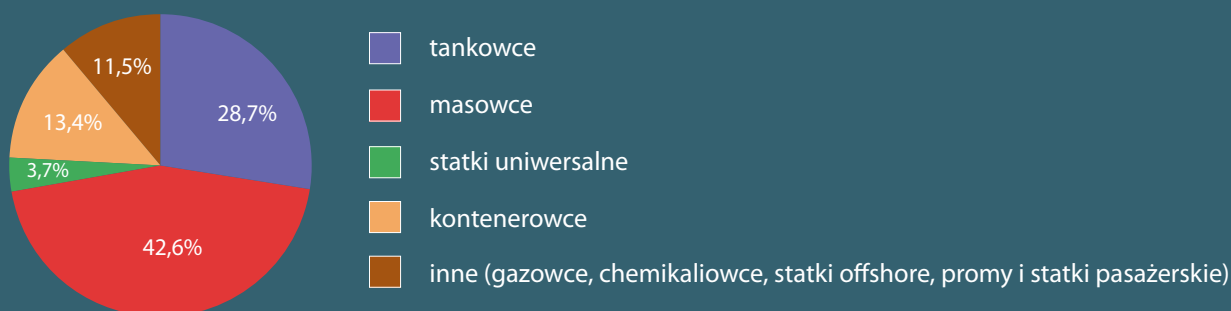 11,5%
28,7%
13,4%
3,7%
42,6%
tankowce
masowce
statki uniwersalne
kontenerowce
inne (gazowce, chemikaliowce, statki offshore, promy i statki pasażerskie)